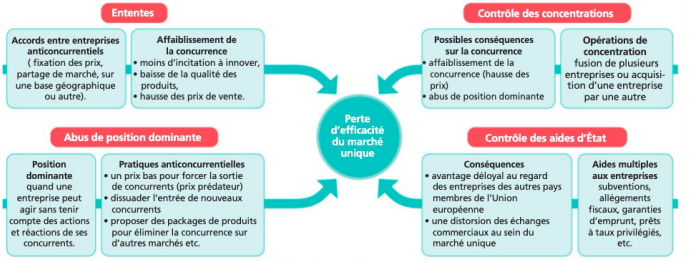 Ententes
Accords entre entreprises
anticoncurrentiels
( fixation des prix,
partage de marché, sur
une base géographique
ou autre).
Affaiblissement de
la concurrence
• moins d'incitation à innover,
• baisse de la qualité des
produits,
• hausse des prix de vente.
Contrôle des concentrations
Possibles conséquences
sur la concurrence
• affaiblissement de la
concurrence (hausse des
prix)
• abus de position dominante
Opérations de
concentration
fusion de plusieurs
entreprises ou acquisi-
tion d'une entreprise
par une autre
Perte
d'efficacité
du marché
unique
Abus de position dominante
Position
dominante
quand une
entreprise peut
agir sans tenir
compte des actions
et réactions de ses
concurrents.
Pratiques anticoncurrentielles
• un prix bas pour forcer la sortie
de concurrents (prix prédateur)
• dissuader l'entrée de nouveaux
concurrents
• proposer des packages de produits
pour éliminer la concurrence sur
d'autres marchés etc.
Contrôle des aides d'État
Conséquences
• avantage déloyal au regard
des entreprises des autres pays
membres de l'Union
européenne
• une distorsion des échanges
commerciaux au sein du
marché unique
Aides multiples
aux entreprises
subventions,
allégements
fiscaux, garanties
d'emprunt, prêts
à taux privilégiés,
etc.